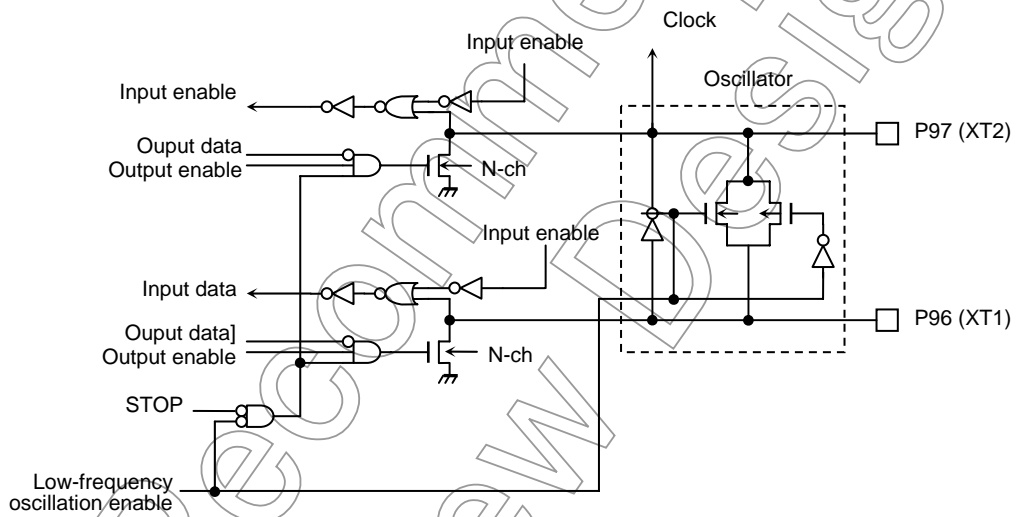 Clock
Input enable
Oscillator
Input enable
P97 (XT2)
Ouput data
Output enable
N-ch
Input enable
Input data
P96 (XT1)
Ouput data]
Output enable
N-ch
STOP
Low-frequency
oscillation enable